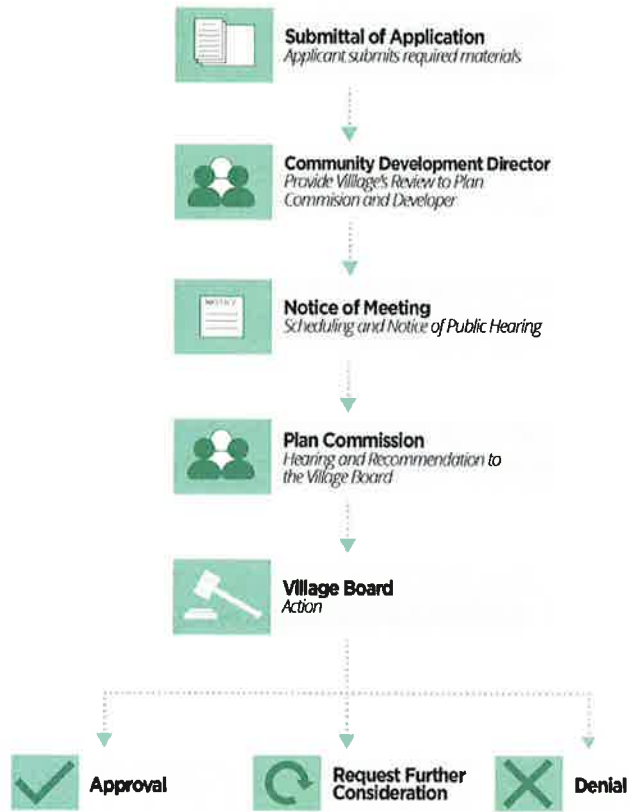 Submittal of Application
Applicant submits required materials
Community Development Director
Provide Villlage's Review to Plan
Commision and Developer
NOTICE
Notice of Meeting
Scheduling and Notice of Public Hearing
Plan Commission
Hearing and Recommendation to
the Village Board
Village Board
Action
Approval
Request Further
Consideration
Denial